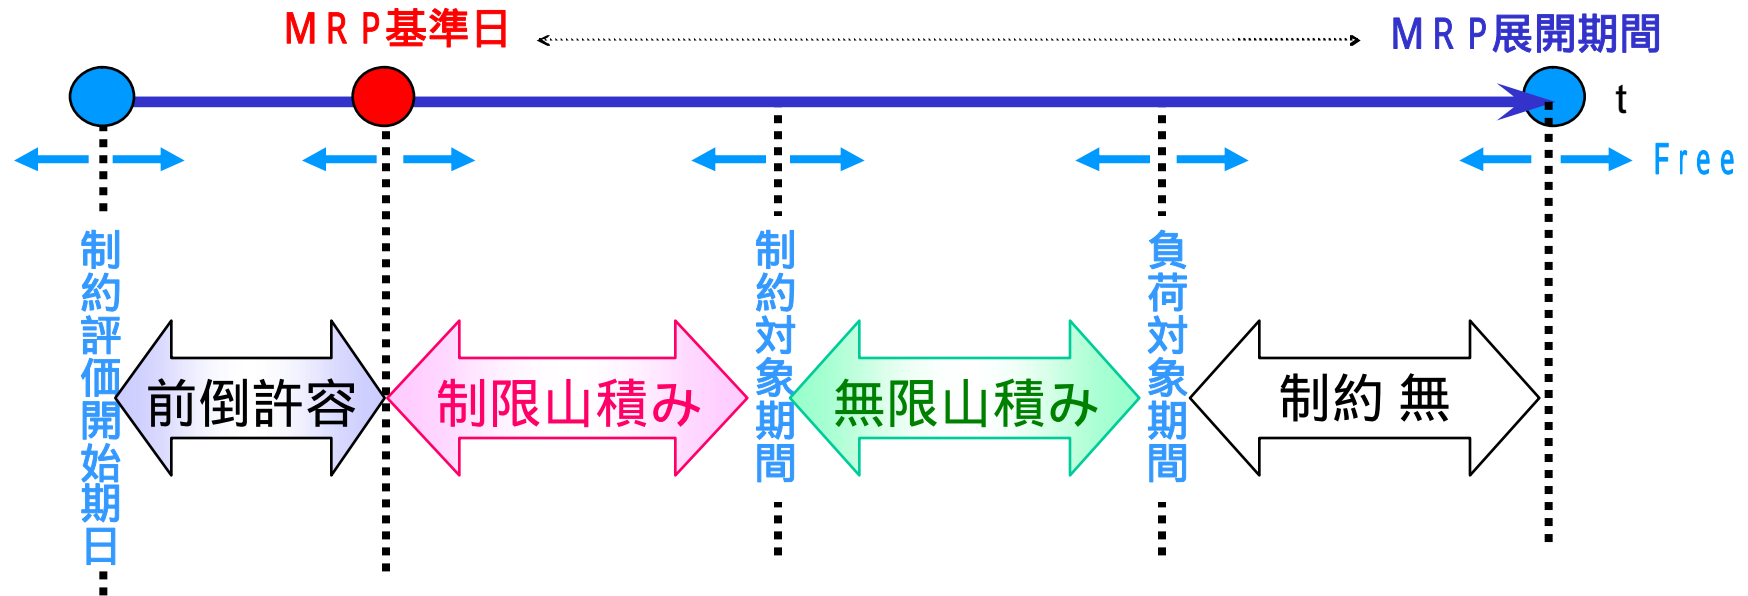 MRP基準日
MRP展開期間
t
Free
制約評価開始期日
制約対象期間
負荷対象期間
前倒許容
制限山積み
無限山積み
制約 無